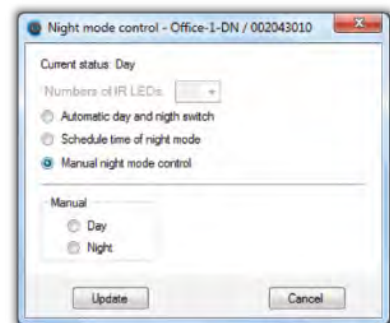 Night mode control - Office-1-DN / 002043010
Current status: Day
Numbers of IR LEDs:
Automatic day and nigth switch
Schedule time of night mode
Manual night mode control
Manual
Day
Night
Update
Cancel